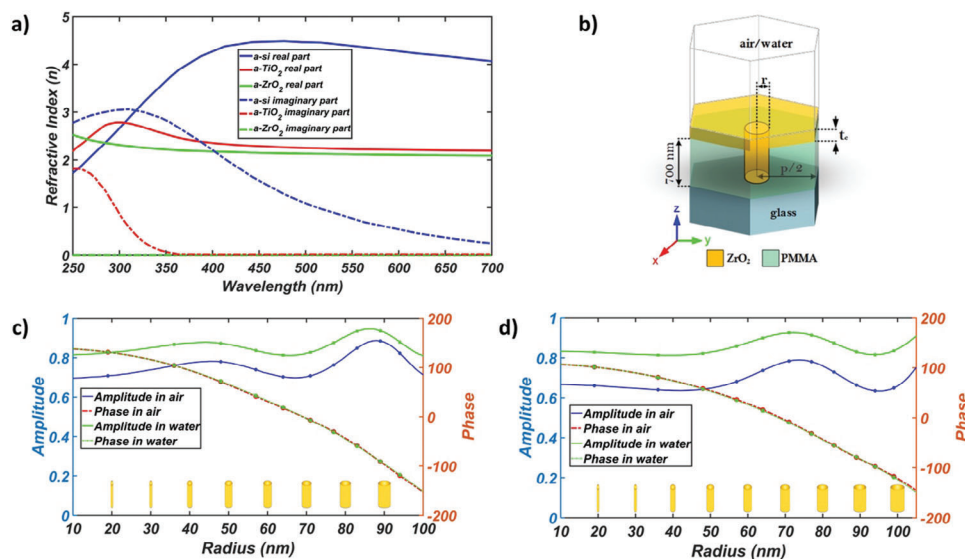 a)
5
4
3
2
1
0
250 300 350 400 450 500 550 600 650 700
Refractive Index (n)
Wavelength (nm)
a-si real part
a-TiO2 real part
a-ZrO2 real part
a-si imaginary part
a-TiO2 imaginary part
a-ZrO2 imaginary part
b)
air/water
r
te
700 nm
p/2
glass
z
y
x
ZrO2 PMMA
c)
1
0.8
0.6
0.4
0.2
0
Amplitude
200
100
0
-100
-200
Phase
Amplitude in air
Phase in air
Amplitude in water
Phase in water
10 20 30 40 50 60 70 80 90 100
Radius (nm)
d)
1
0.8
0.6
0.4
0.2
0
Amplitude
200
100
0
-100
-200
Phase
Amplitude in air
Phase in air
Amplitude in water
Phase in water
10 20 30 40 50 60 70 80 90 100
Radius (nm)